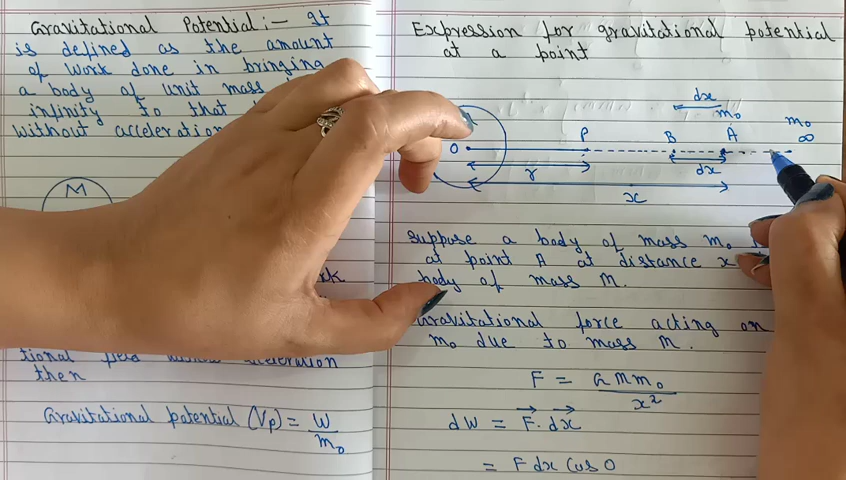 Gravitational Potential:- It
is defined as the amount
of work done in bringing
a body of unit mass
infinity to that
without acceleration
M
then
Gravitational potential (Vp) = W/m₀
Expression for gravitational potential
at a point
dx
m₀
m₀
O P B A ∞
r dx
x
Suppose a body of mass m₀
at point A at distance x
body of mass M.
Gravitational force acting on
m₀ due to mass M.
F = GMm₀/x²
dW = F⃗. dx⃗
= F dx Cos 0